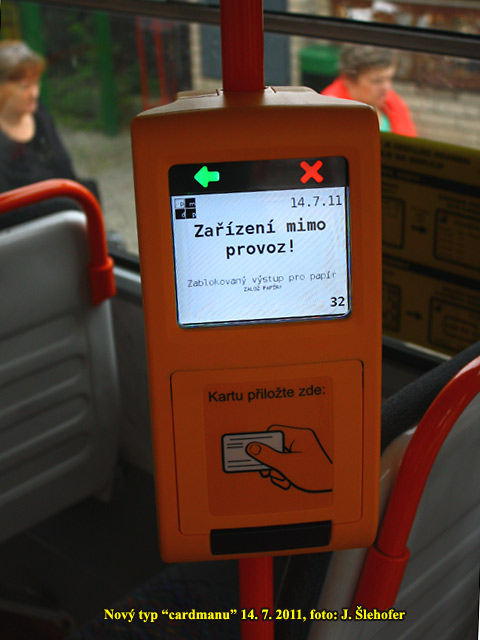 D m
d p
14.7.11
Zařízení mimo
provoz!
Zablokovaný výstup pro papír
ZALOŽ PAPÍR!
32
Kartu přiložte zde:
Nový typ “cardmanu” 14. 7. 2011, foto: J. Šlehofer